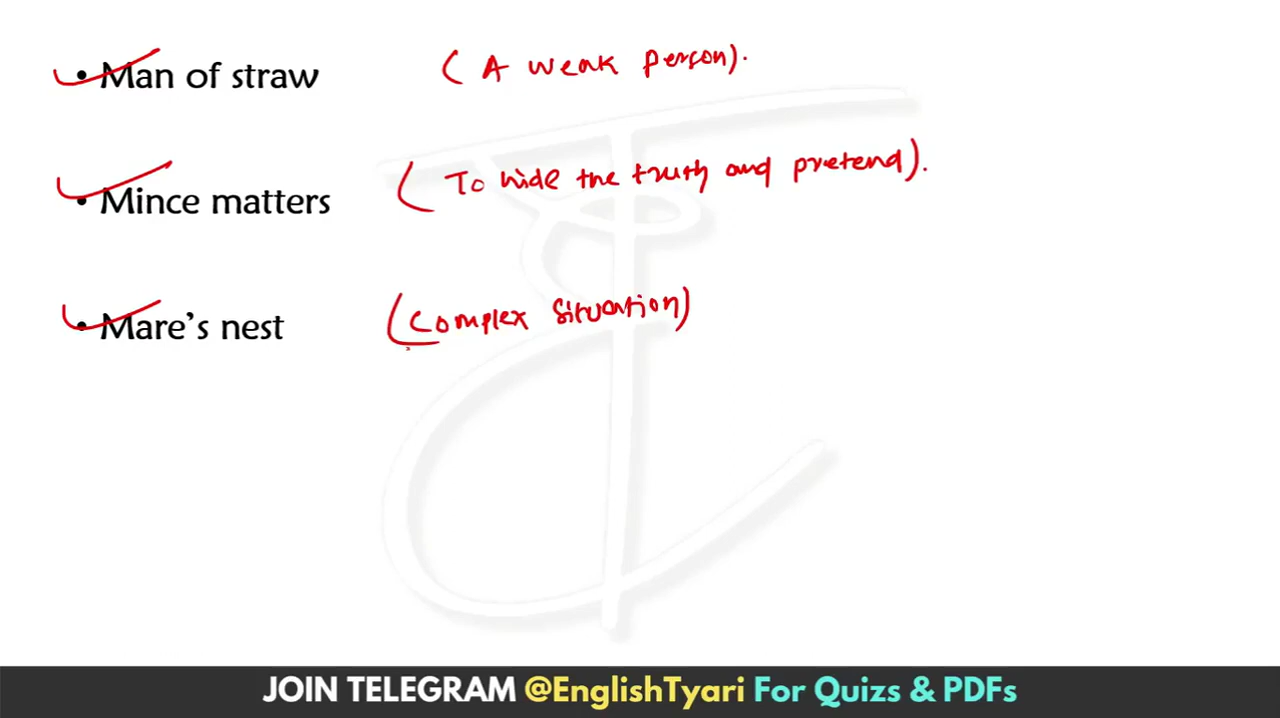 • Man of straw (A weak person).
• Mince matters (To hide the truth and pretend).
• Mare's nest (Complex situation)
JOIN TELEGRAM @EnglishTyari For Quizs & PDFs